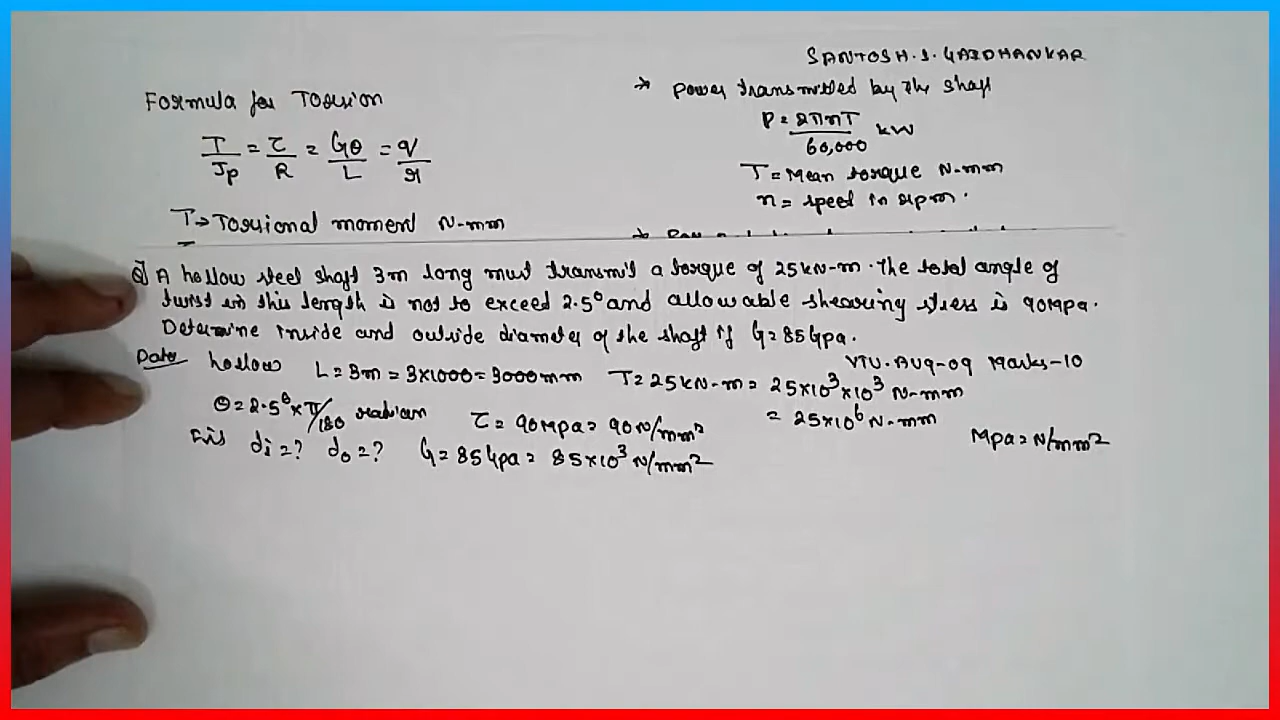 SANTOSH.S.GAIDHANKAR
Formula for Torsion
T/Jp = τ/R = Gθ/L = q/r
T → Torsional moment N-mm
→ Power transmitted by the shaft
P = 2πnT/60,000 kW
T = Mean torque N-mm
n = speed in rpm.
Q] A hollow steel shaft 3m long must transmit a torque of 25kN-m. The total angle of
twist in this length is not to exceed 2.5° and allowable shearing stress is 90Mpa.
Determine inside and outside diameter of the shaft if G=85Gpa.
VTU.AUG-09 Marks-10
Data hollow L=3m = 3×1000 = 3000mm T=25kN-m = 25×10³×10³ N-mm
= 25×10⁶ N-mm
θ=2.5°×π/180 radian τ = 90Mpa = 90N/mm²
Mpa=N/mm²
di=? do=? G=85Gpa = 85×10³ N/mm²